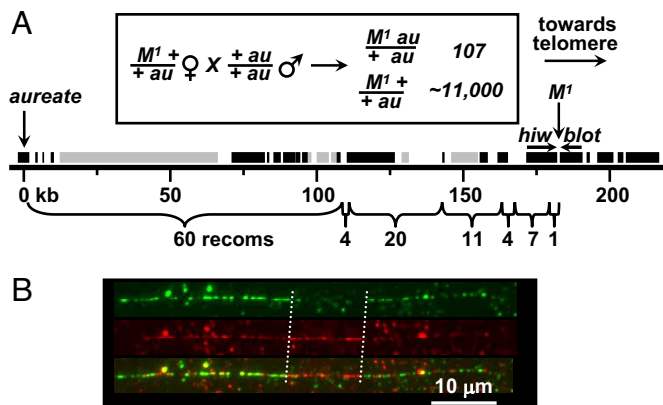 A
M¹ + / + au ♀ X + au / + au ♂ → M¹ au / + au 107
M¹ + / + au ~11,000
towards
telomere
aureate
M¹
hiw blot
0 kb 50 100 150 200
60 recoms 4 20 11 4 7 1
B
10 μm